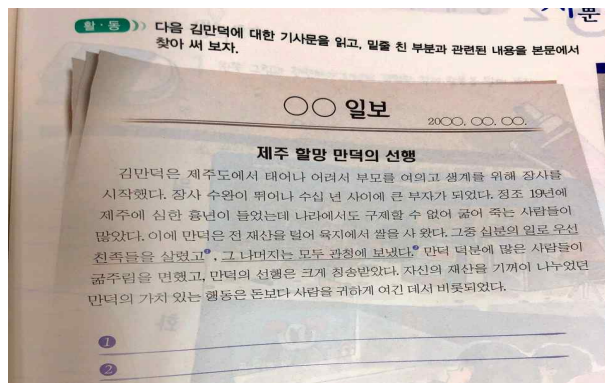 활·동 다음 김만덕에 대한 기사문을 읽고, 밑줄 친 부분과 관련된 내용을 본문에서
찾아 써 보자.
○○ 일보
20○○. ○○. ○○.
제주 할망 만덕의 선행
김만덕은 제주도에서 태어나 어려서 부모를 여의고 생계를 위해 장사를
시작했다. 장사 수완이 뛰어나 수십 년 사이에 큰 부자가 되었다. 정조 19년에
제주에 심한 흉년이 들었는데 나라에서도 구제할 수 없어 굶어 죽는 사람들이
많았다. 이에 만덕은 전 재산을 털어 육지에서 쌀을 사 왔다. 그중 십분의 일로 우선
친족들을 살렸고❶, 그 나머지는 모두 관청에 보냈다.❷ 만덕 덕분에 많은 사람들이
굶주림을 면했고, 만덕의 선행은 크게 칭송받았다. 자신의 재산을 기꺼이 나누었던
만덕의 가치 있는 행동은 돈보다 사람을 귀하게 여긴 데서 비롯되었다.
❶
❷